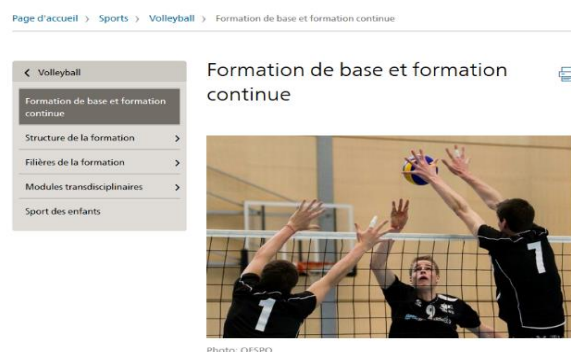 Page d'accueil > Sports > Volleyball > Formation de base et formation continue
Volleyball
Formation de base et formation
continue
Structure de la formation
Filières de la formation
Modules transdisciplinaires
Sport des enfants
Formation de base et formation
continue
1
9
7
Photo: OFSPO